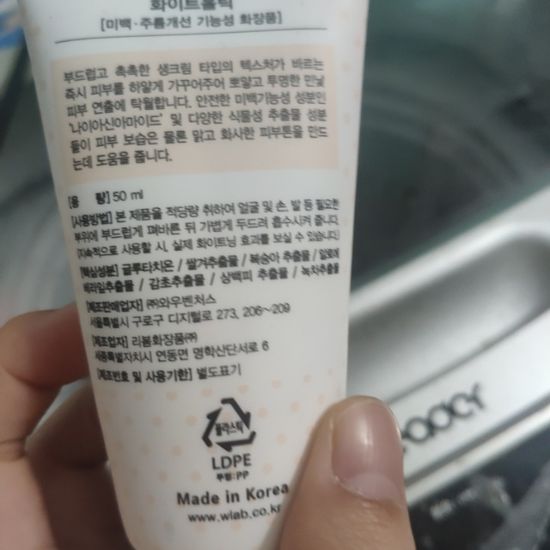 화이트홀릭
[미백·주름개선 기능성 화장품]
부드럽고 촉촉한 생크림 타입의 텍스처가 바르는
즉시 피부를 하얗게 가꾸어주어 뽀얗고 투명한 민낯
피부 연출에 탁월합니다. 안전한 미백기능성 성분인
'나이아신아마이드' 및 다양한 식물성 추출물 성분
들이 피부 보습은 물론 맑고 화사한 피부톤을 만드
는데 도움을 줍니다.
[용 량] 50 ml
[사용방법] 본 제품을 적당량 취하여 얼굴 및 손, 발 등 필요한
부위에 부드럽게 펴바른 뒤 가볍게 두드려 흡수시켜 줍니다.
(지속적으로 사용할 시, 실제 화이트닝 효과를 보실 수 있습니다)
[핵심성분] 글루타치온 / 쌀겨추출물 / 복숭아 추출물 / 알로에
베라잎추출물 / 감초추출물 / 상백피 추출물 / 녹차추출물
[제조판매업자] ㈜와우벤처스
서울특별시 구로구 디지털로 273, 206~209
[제조업자] 리봄화장품㈜
세종특별자치시 연동면 명학산단서로 6
[제조번호 및 사용기한] 별도표기
플라스틱
LDPE
뚜껑:PP
Made in Korea
www.wlab.co.kr